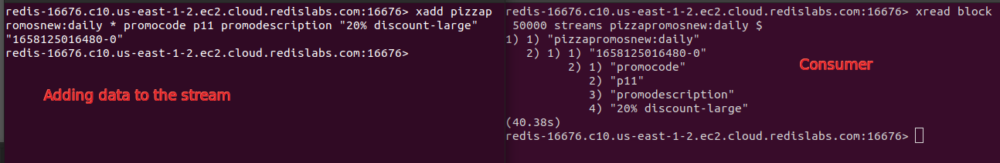 redis-16676.c10.us-east-1-2.ec2.cloud.redislabs.com:16676> xadd pizzap
romosnew:daily * promocode p11 promodescription "20% discount-large"
"1658125016480-0"
redis-16676.c10.us-east-1-2.ec2.cloud.redislabs.com:16676>
Adding data to the stream
redis-16676.c10.us-east-1-2.ec2.cloud.redislabs.com:16676> xread block
 50000 streams pizzapromosnew:daily $
1) 1) "pizzapromosnew:daily"
   2) 1) 1) "1658125016480-0"
         2) 1) "promocode"
            2) "p11"
            3) "promodescription"
            4) "20% discount-large"
(40.38s)
redis-16676.c10.us-east-1-2.ec2.cloud.redislabs.com:16676>
Consumer